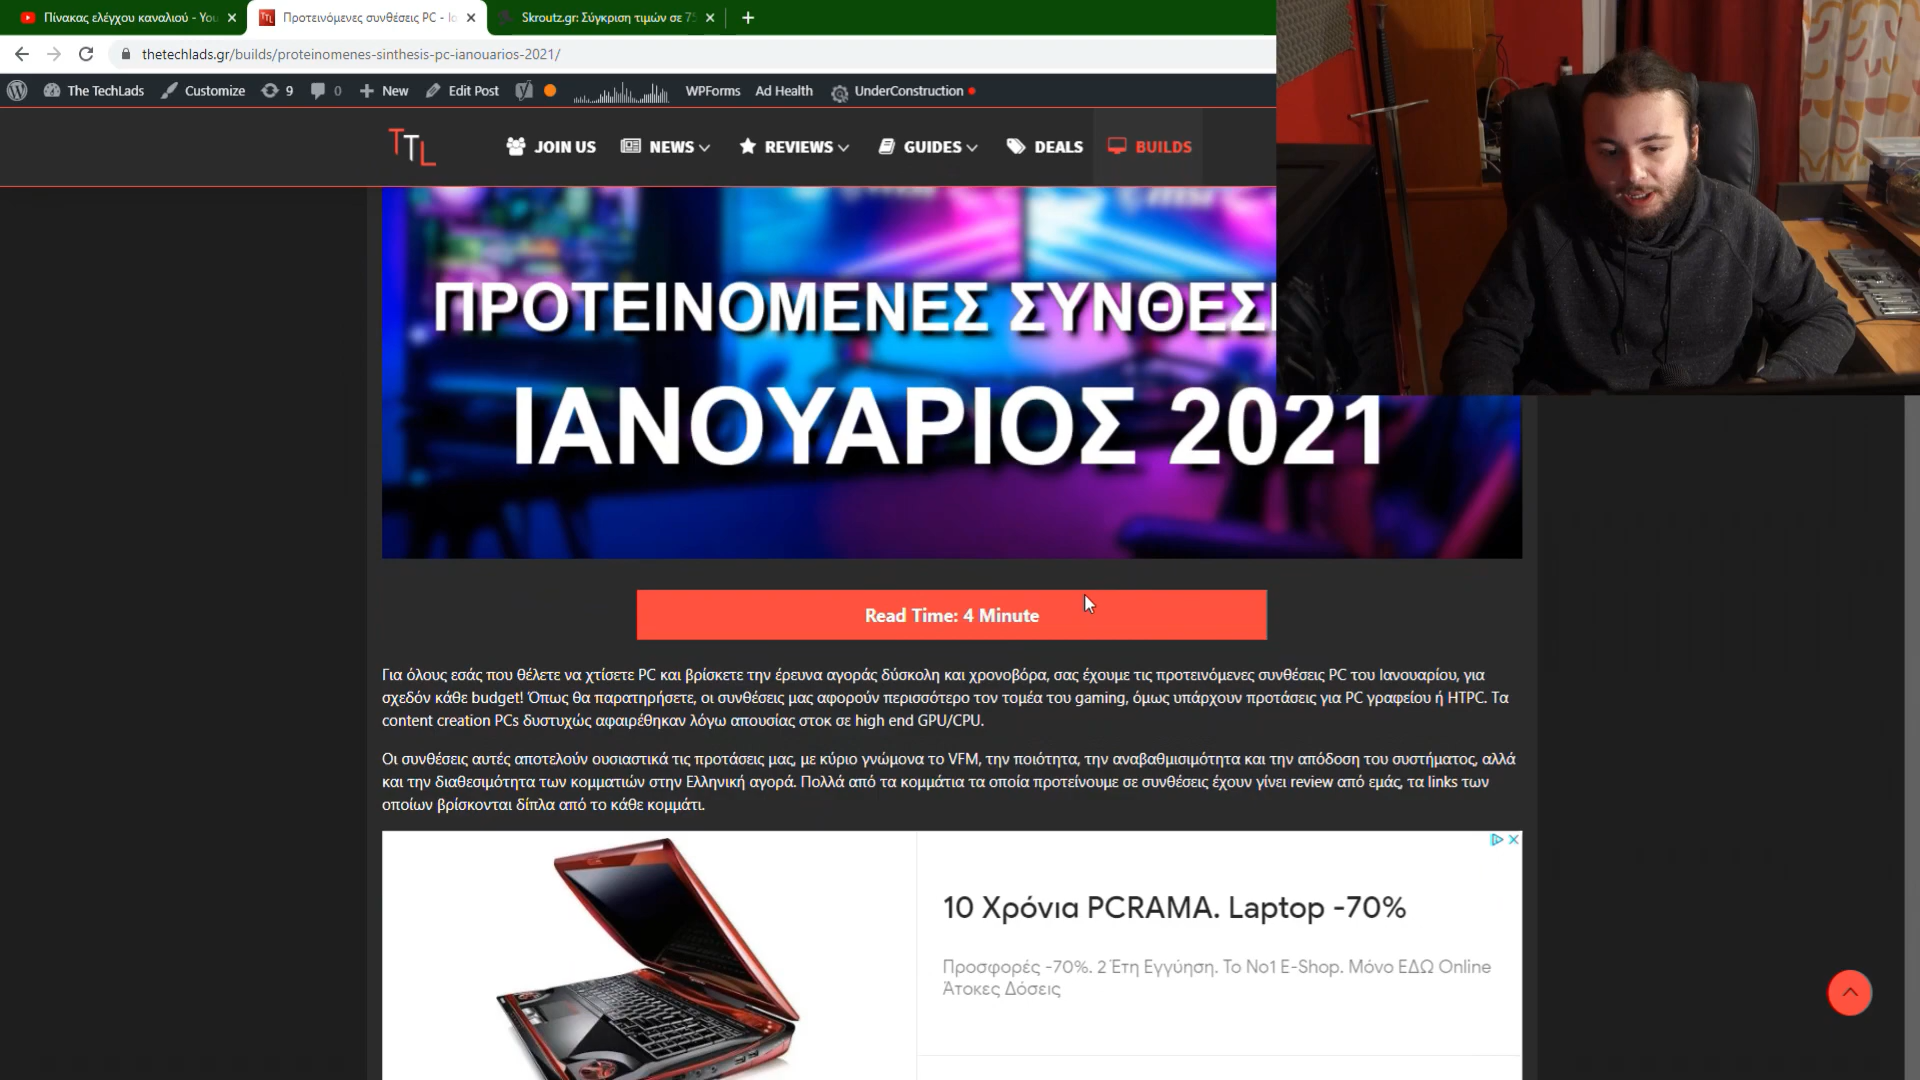 Πίνακας ελέγχου καναλιού - You
Προτεινόμενες συνθέσεις PC - Ια
Skroutz.gr: Σύγκριση τιμών σε 75
thetechlads.gr/builds/proteinomenes-sinthesis-pc-ianouarios-2021/
The TechLads Customize 9 0 New Edit Post WPForms Ad Health UnderConstruction
TTL JOIN US NEWS REVIEWS GUIDES DEALS BUILDS
ΠΡΟΤΕΙΝΟΜΕΝΕΣ ΣΥΝΘΕΣΕ
ΙΑΝΟΥΑΡΙΟΣ 2021
Read Time: 4 Minute
Για όλους εσάς που θέλετε να χτίσετε PC και βρίσκετε την έρευνα αγοράς δύσκολη και χρονοβόρα, σας έχουμε τις προτεινόμενες συνθέσεις PC του Ιανουαρίου, για
σχεδόν κάθε budget! Όπως θα παρατηρήσετε, οι συνθέσεις μας αφορούν περισσότερο τον τομέα του gaming, όμως υπάρχουν προτάσεις για PC γραφείου ή HTPC. Τα
content creation PCs δυστυχώς αφαιρέθηκαν λόγω απουσίας στοκ σε high end GPU/CPU.
Οι συνθέσεις αυτές αποτελούν ουσιαστικά τις προτάσεις μας, με κύριο γνώμονα το VFM, την ποιότητα, την αναβαθμισιμότητα και την απόδοση του συστήματος, αλλά
και την διαθεσιμότητα των κομματιών στην Ελληνική αγορά. Πολλά από τα κομμάτια τα οποία προτείνουμε σε συνθέσεις έχουν γίνει review από εμάς, τα links των
οποίων βρίσκονται δίπλα από το κάθε κομμάτι.
10 Χρόνια PCRAMA. Laptop -70%
Προσφορές -70%. 2 Έτη Εγγύηση. Το Νο1 E-Shop. Μόνο ΕΔΩ Online
Άτοκες Δόσεις